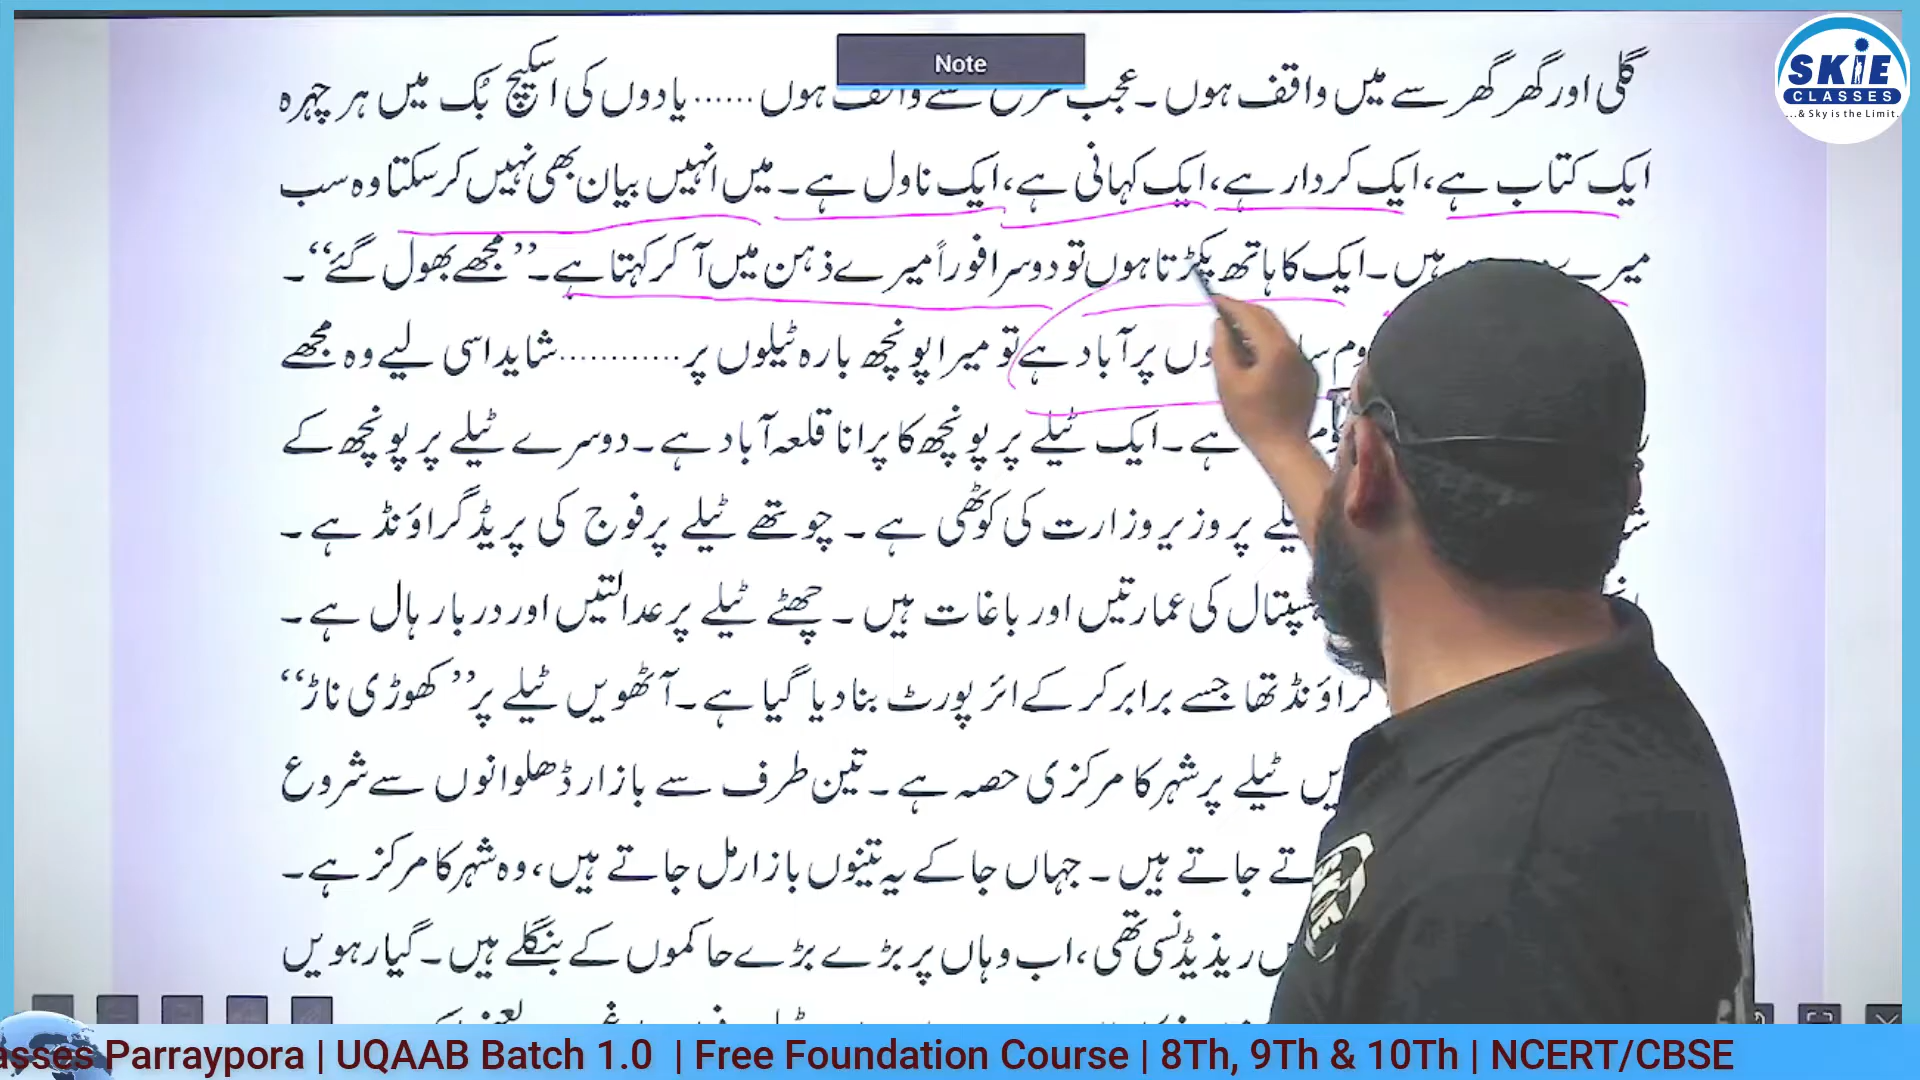 Note
SKIE
CLASSES
...& Sky is the Limit.
گلی اور گھر گھر سے میں واقف ہوں۔ عجب سے واقف ہوں ...... یادوں کی اسکیچ بُک میں ہر چہرہ
ایک کتاب ہے، ایک کردار ہے، ایک کہانی ہے، ایک ناول ہے۔ میں انہیں بیان بھی نہیں کر سکتا وہ سب
میرے ہیں۔ ایک کا ہاتھ پکڑتا ہوں تو دوسرا فوراً میرے ذہن میں آ کر کہتا ہے۔ ’’مجھے بھول گئے‘‘۔
پر آباد ہے تو میرا پونچھ بارہ ٹیلوں پر ............ شاید اسی لیے وہ مجھے
ہے۔ ایک ٹیلے پر پونچھ کا پرانا قلعہ آباد ہے۔ دوسرے ٹیلے پر پونچھ کے
پر وزیر وزارت کی کوٹھی ہے۔ چوتھے ٹیلے پر فوج کی پریڈ گراؤنڈ ہے۔
کی عمارتیں اور باغات ہیں۔ چھٹے ٹیلے پر عدالتیں اور دربار ہال ہے۔
گراؤنڈ تھا جسے برابر کر کے ائر پورٹ بنا دیا گیا ہے۔ آٹھویں ٹیلے پر ’’کھوڑی ناڑ‘‘
ٹیلے پر شہر کا مرکزی حصہ ہے۔ تین طرف سے بازار ڈھلوانوں سے شروع
جاتے ہیں۔ جہاں جا کے یہ تینوں بازار مل جاتے ہیں، وہ شہر کا مرکز ہے۔
ریذیڈنسی تھی، اب وہاں پر بڑے بڑے حاکموں کے بنگلے ہیں۔ گیارہویں
SKIE
asses Parraypora | UQAAB Batch 1.0 | Free Foundation Course | 8Th, 9Th & 10Th | NCERT/CBSE